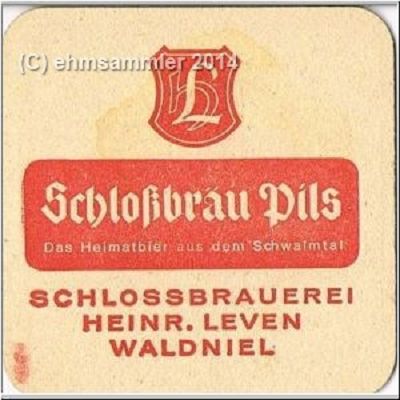 (C) ehmsammler 2014
L
Schloßbräu Pils
Das Heimatbier aus dem Schwalmtal
SCHLOSSBRAUEREI
HEINR. LEVEN
WALDNIEL